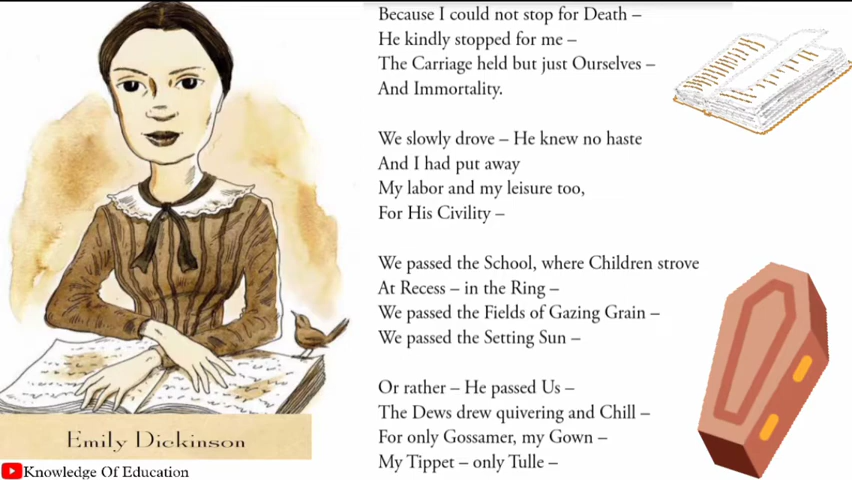 Because I could not stop for Death –
He kindly stopped for me –
The Carriage held but just Ourselves –
And Immortality.
We slowly drove – He knew no haste
And I had put away
My labor and my leisure too,
For His Civility –
We passed the School, where Children strove
At Recess – in the Ring –
We passed the Fields of Gazing Grain –
We passed the Setting Sun –
Or rather – He passed Us –
The Dews drew quivering and Chill –
For only Gossamer, my Gown –
My Tippet – only Tulle –
Emily Dickinson
Knowledge Of Education